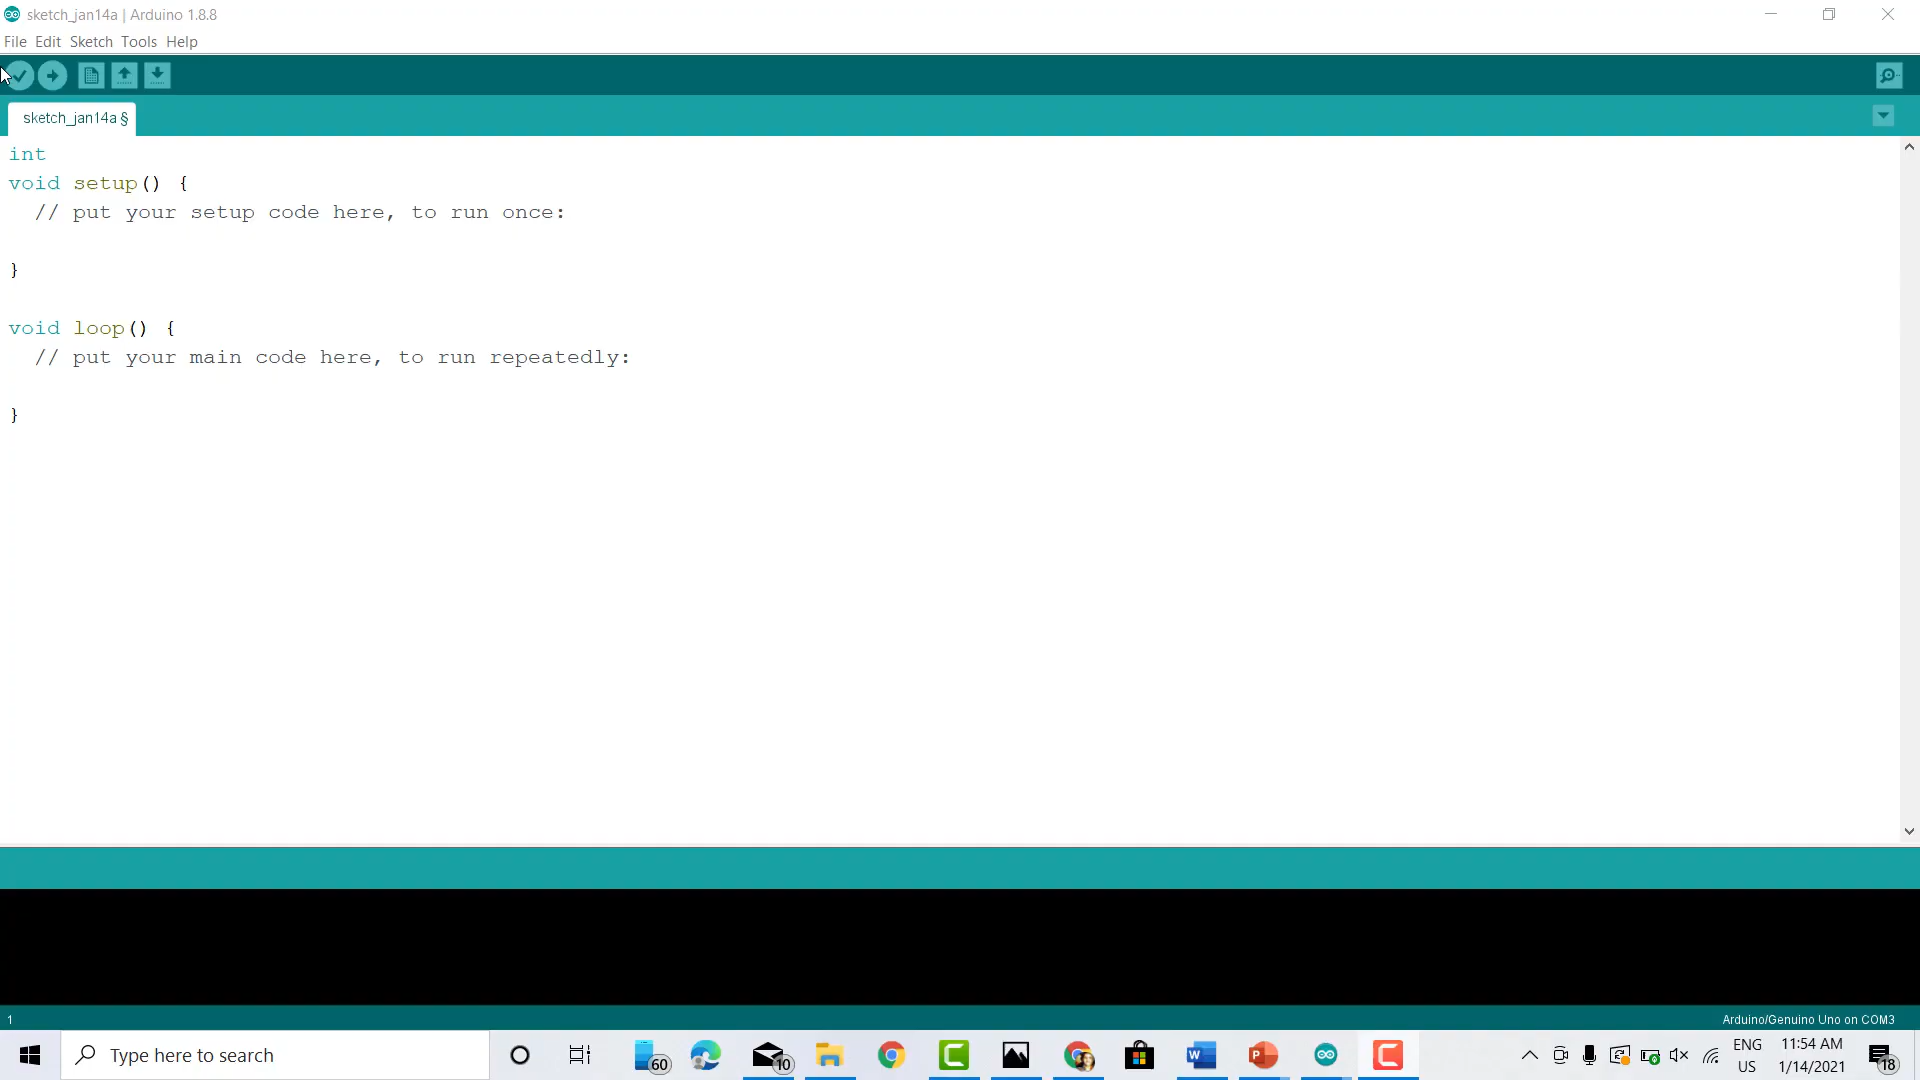 sketch_jan14a | Arduino 1.8.8
File Edit Sketch Tools Help
sketch_jan14a §
int
void setup() {
  // put your setup code here, to run once:
}
void loop() {
  // put your main code here, to run repeatedly:
}
1
Arduino/Genuino Uno on COM3
Type here to search
60
10
W
P
ENG
US
11:54 AM
1/14/2021
18